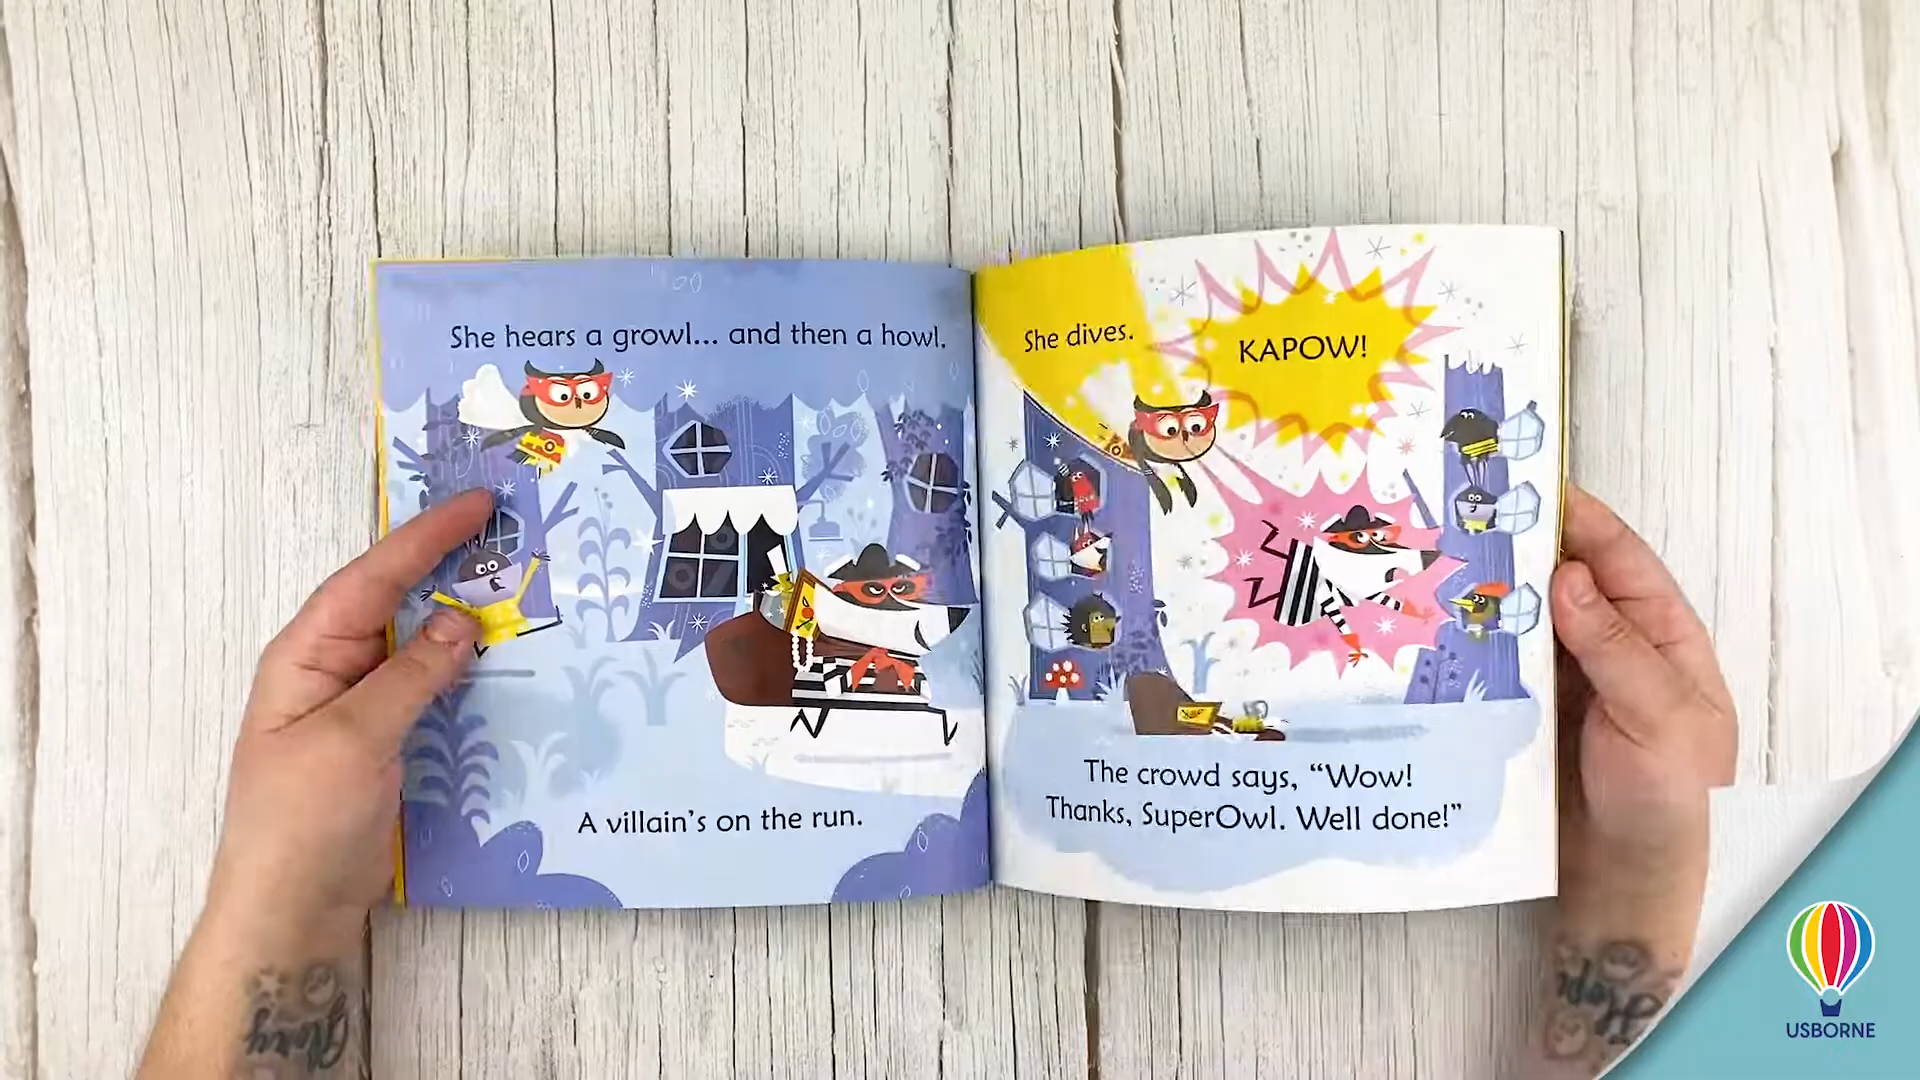 She hears a growl... and then a howl.
A villain's on the run.
She dives.
KAPOW!
The crowd says, “Wow!
Thanks, SuperOwl. Well done!”
Hope
USBORNE